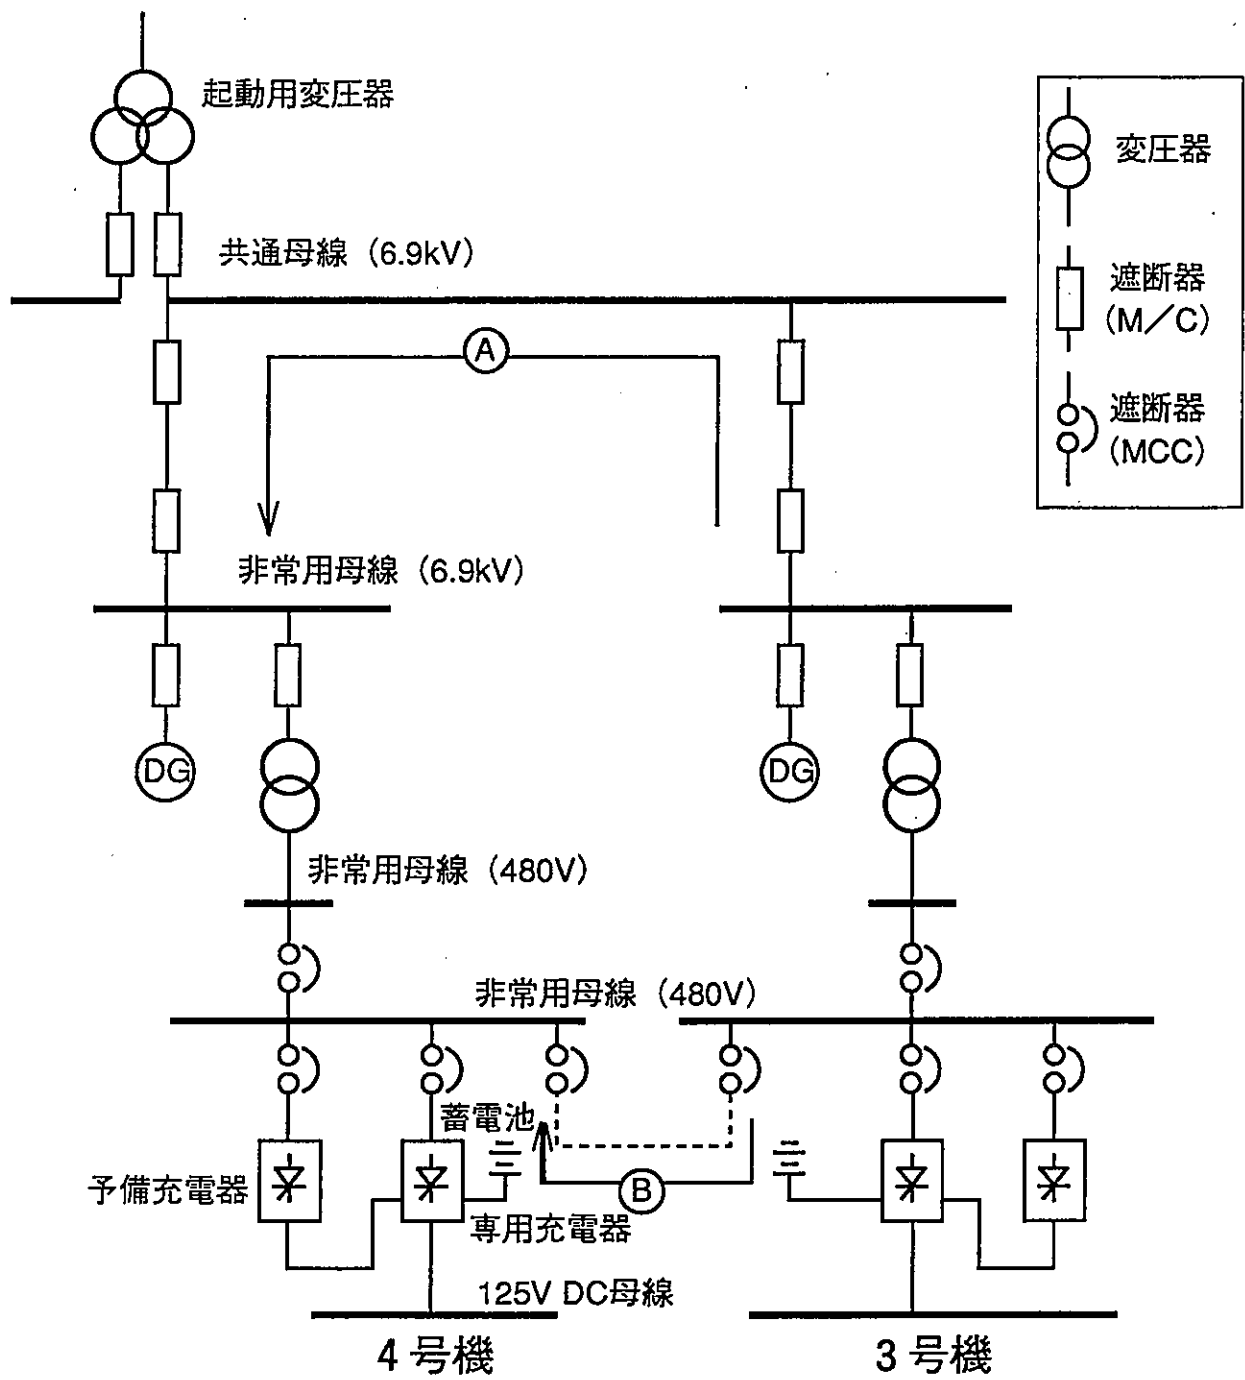 起動用変圧器
変圧器
共通母線（6.9kV）
遮断器
（M／C）
A
遮断器
（MCC）
非常用母線（6.9kV）
DG
DG
非常用母線（480V）
非常用母線（480V）
蓄電池
予備充電器
B
専用充電器
125V DC母線
4号機
3号機